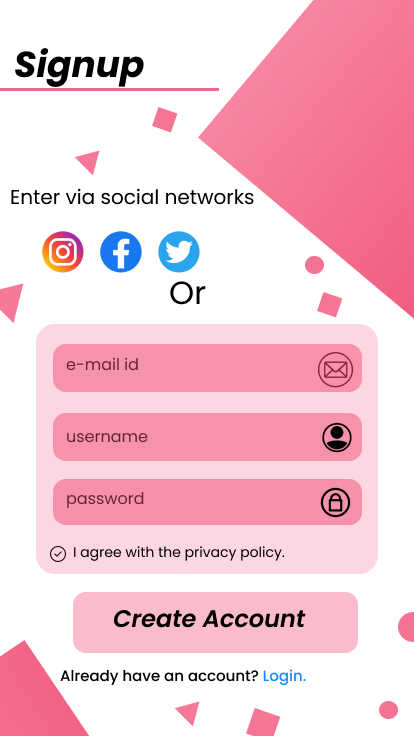 Signup
Enter via social networks
Or
e-mail id
username
password
I agree with the privacy policy.
Create Account
Already have an account? Login.